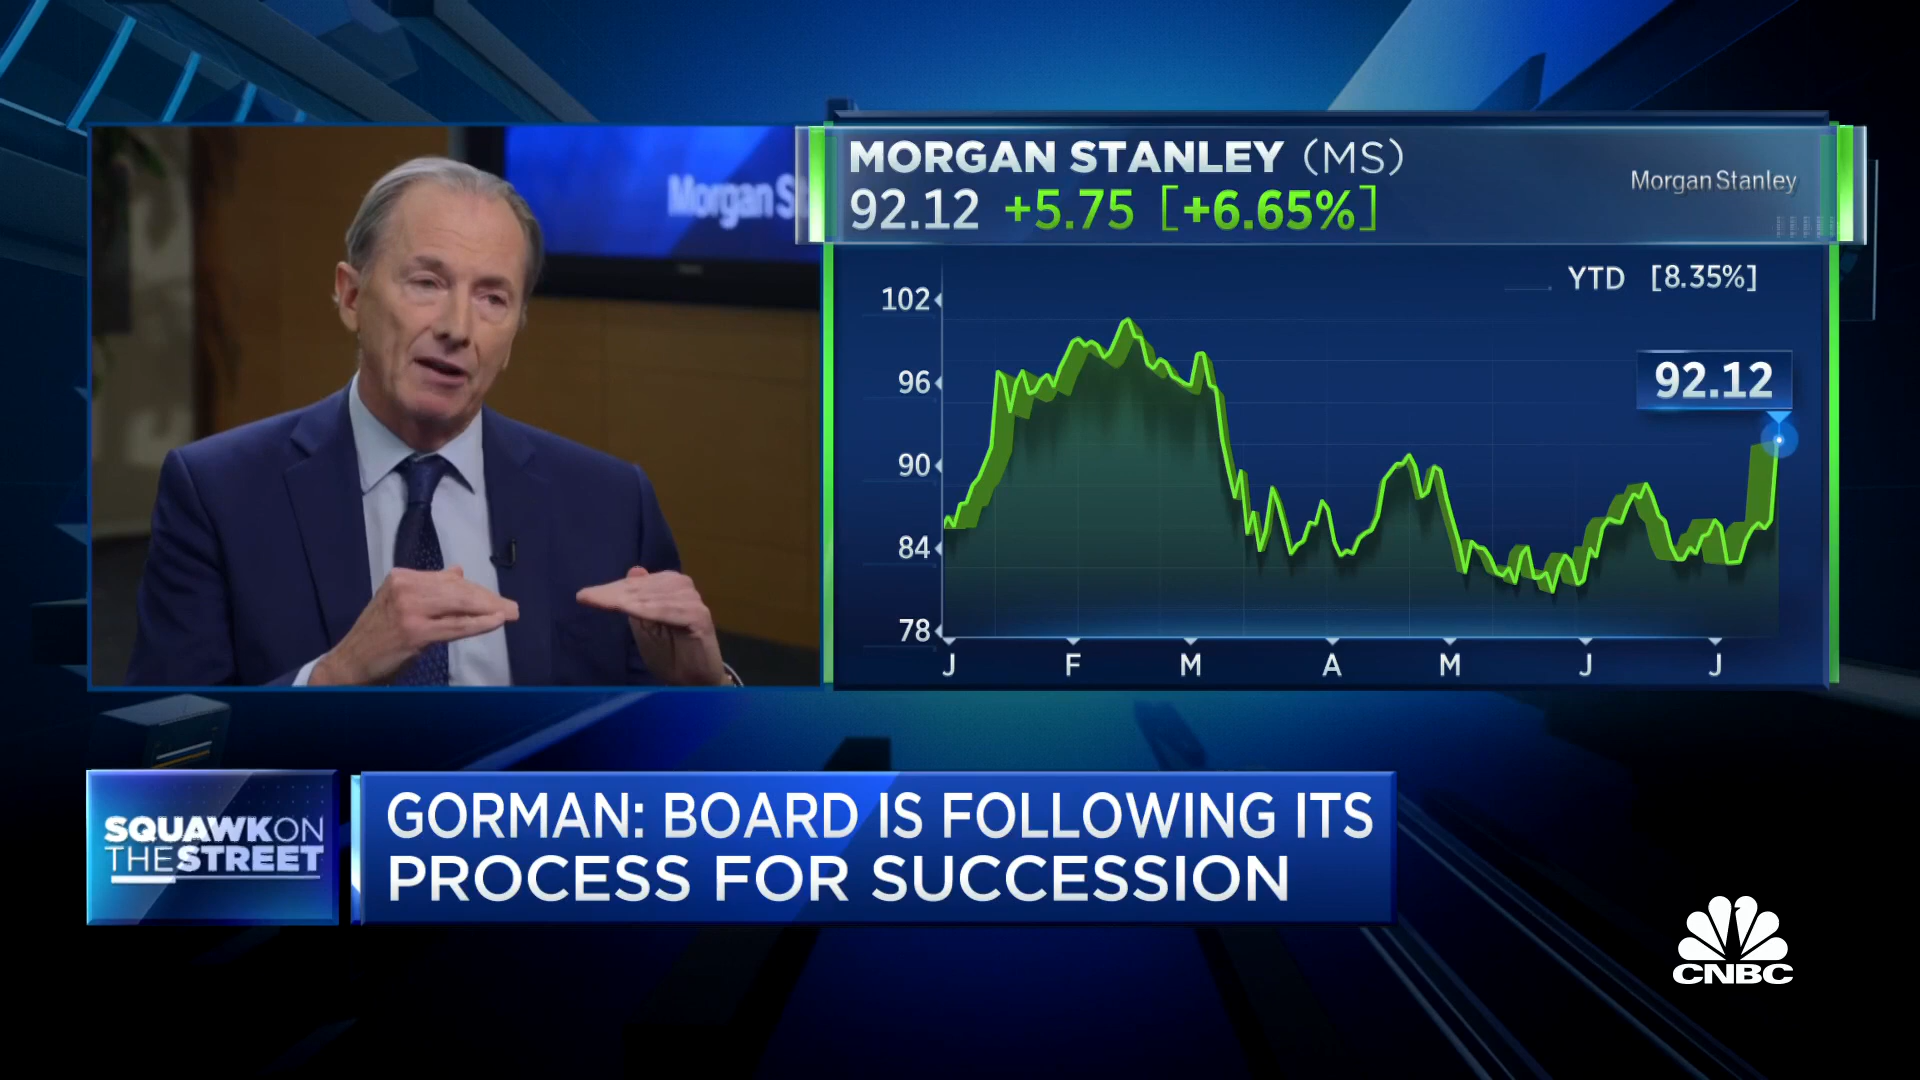 Morgan S
MORGAN STANLEY (MS)
92.12 +5.75 [+6.65%]
Morgan Stanley
YTD [8.35%]
102
96
90
84
78
92.12
J F M A M J J
SQUAWK ON
THE STREET
GORMAN: BOARD IS FOLLOWING ITS
PROCESS FOR SUCCESSION
CNBC